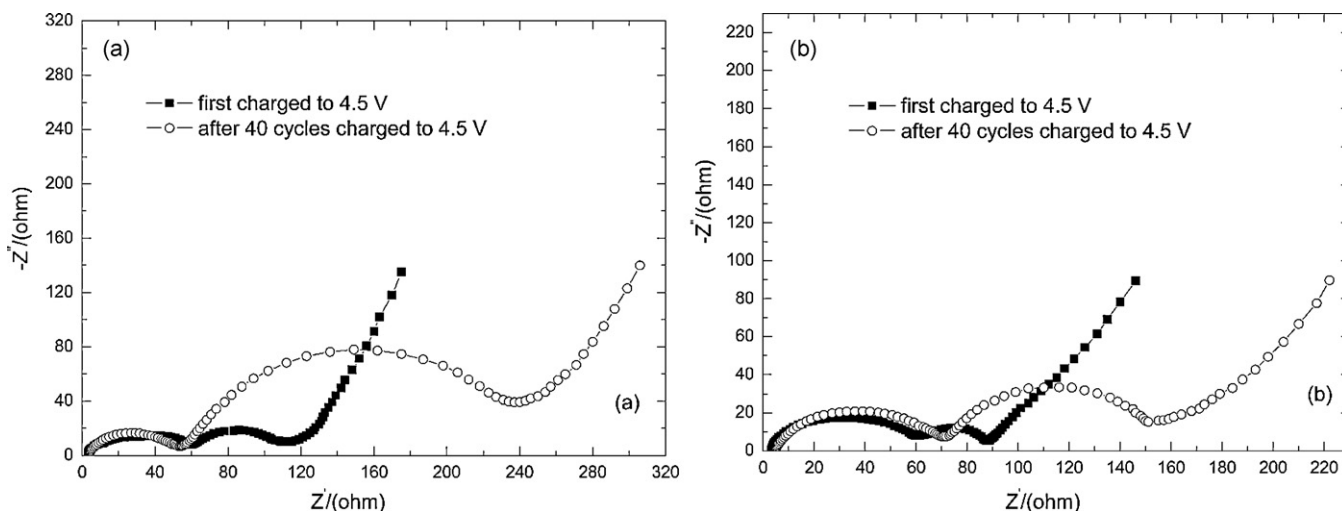 320
280
240
200
160
120
80
40
0
-Z"/(ohm)
(a)
first charged to 4.5 V
after 40 cycles charged to 4.5 V
(a)
0 40 80 120 160 200 240 280 320
Z'/(ohm)
220
200
180
160
140
120
100
80
60
40
20
0
-Z"/(ohm)
(b)
first charged to 4.5 V
after 40 cycles charged to 4.5 V
(b)
0 20 40 60 80 100 120 140 160 180 200 220
Z'/(ohm)